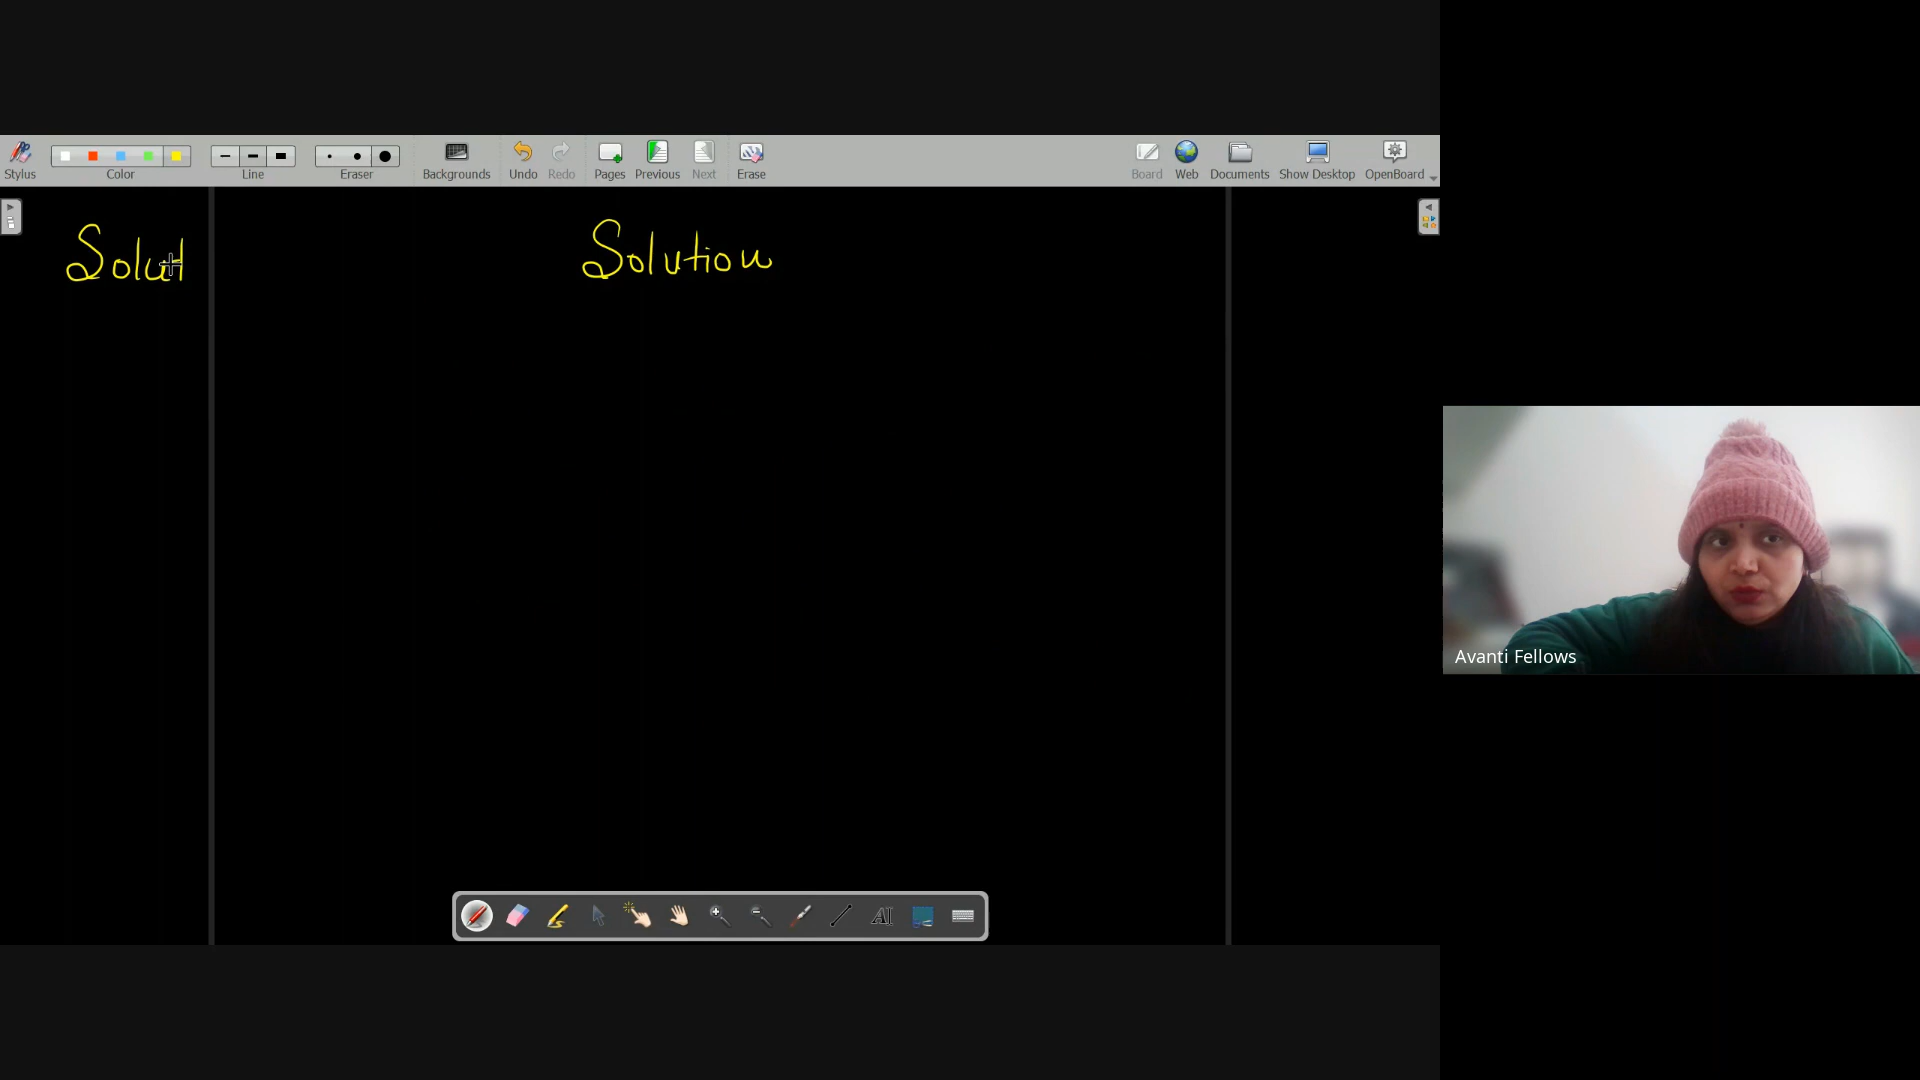 Stylus Color Line Eraser Backgrounds Undo Redo Pages Previous Next Erase Board Web Documents Show Desktop OpenBoard
Solut Solution
Avanti Fellows
AI